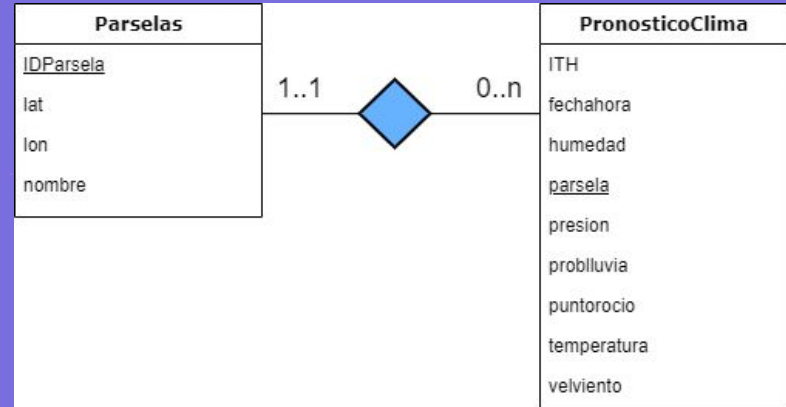 Parselas
IDParsela
lat
lon
nombre
1..1
0..n
PronosticoClima
ITH
fechahora
humedad
parsela
presion
problluvia
puntorocio
temperatura
velviento